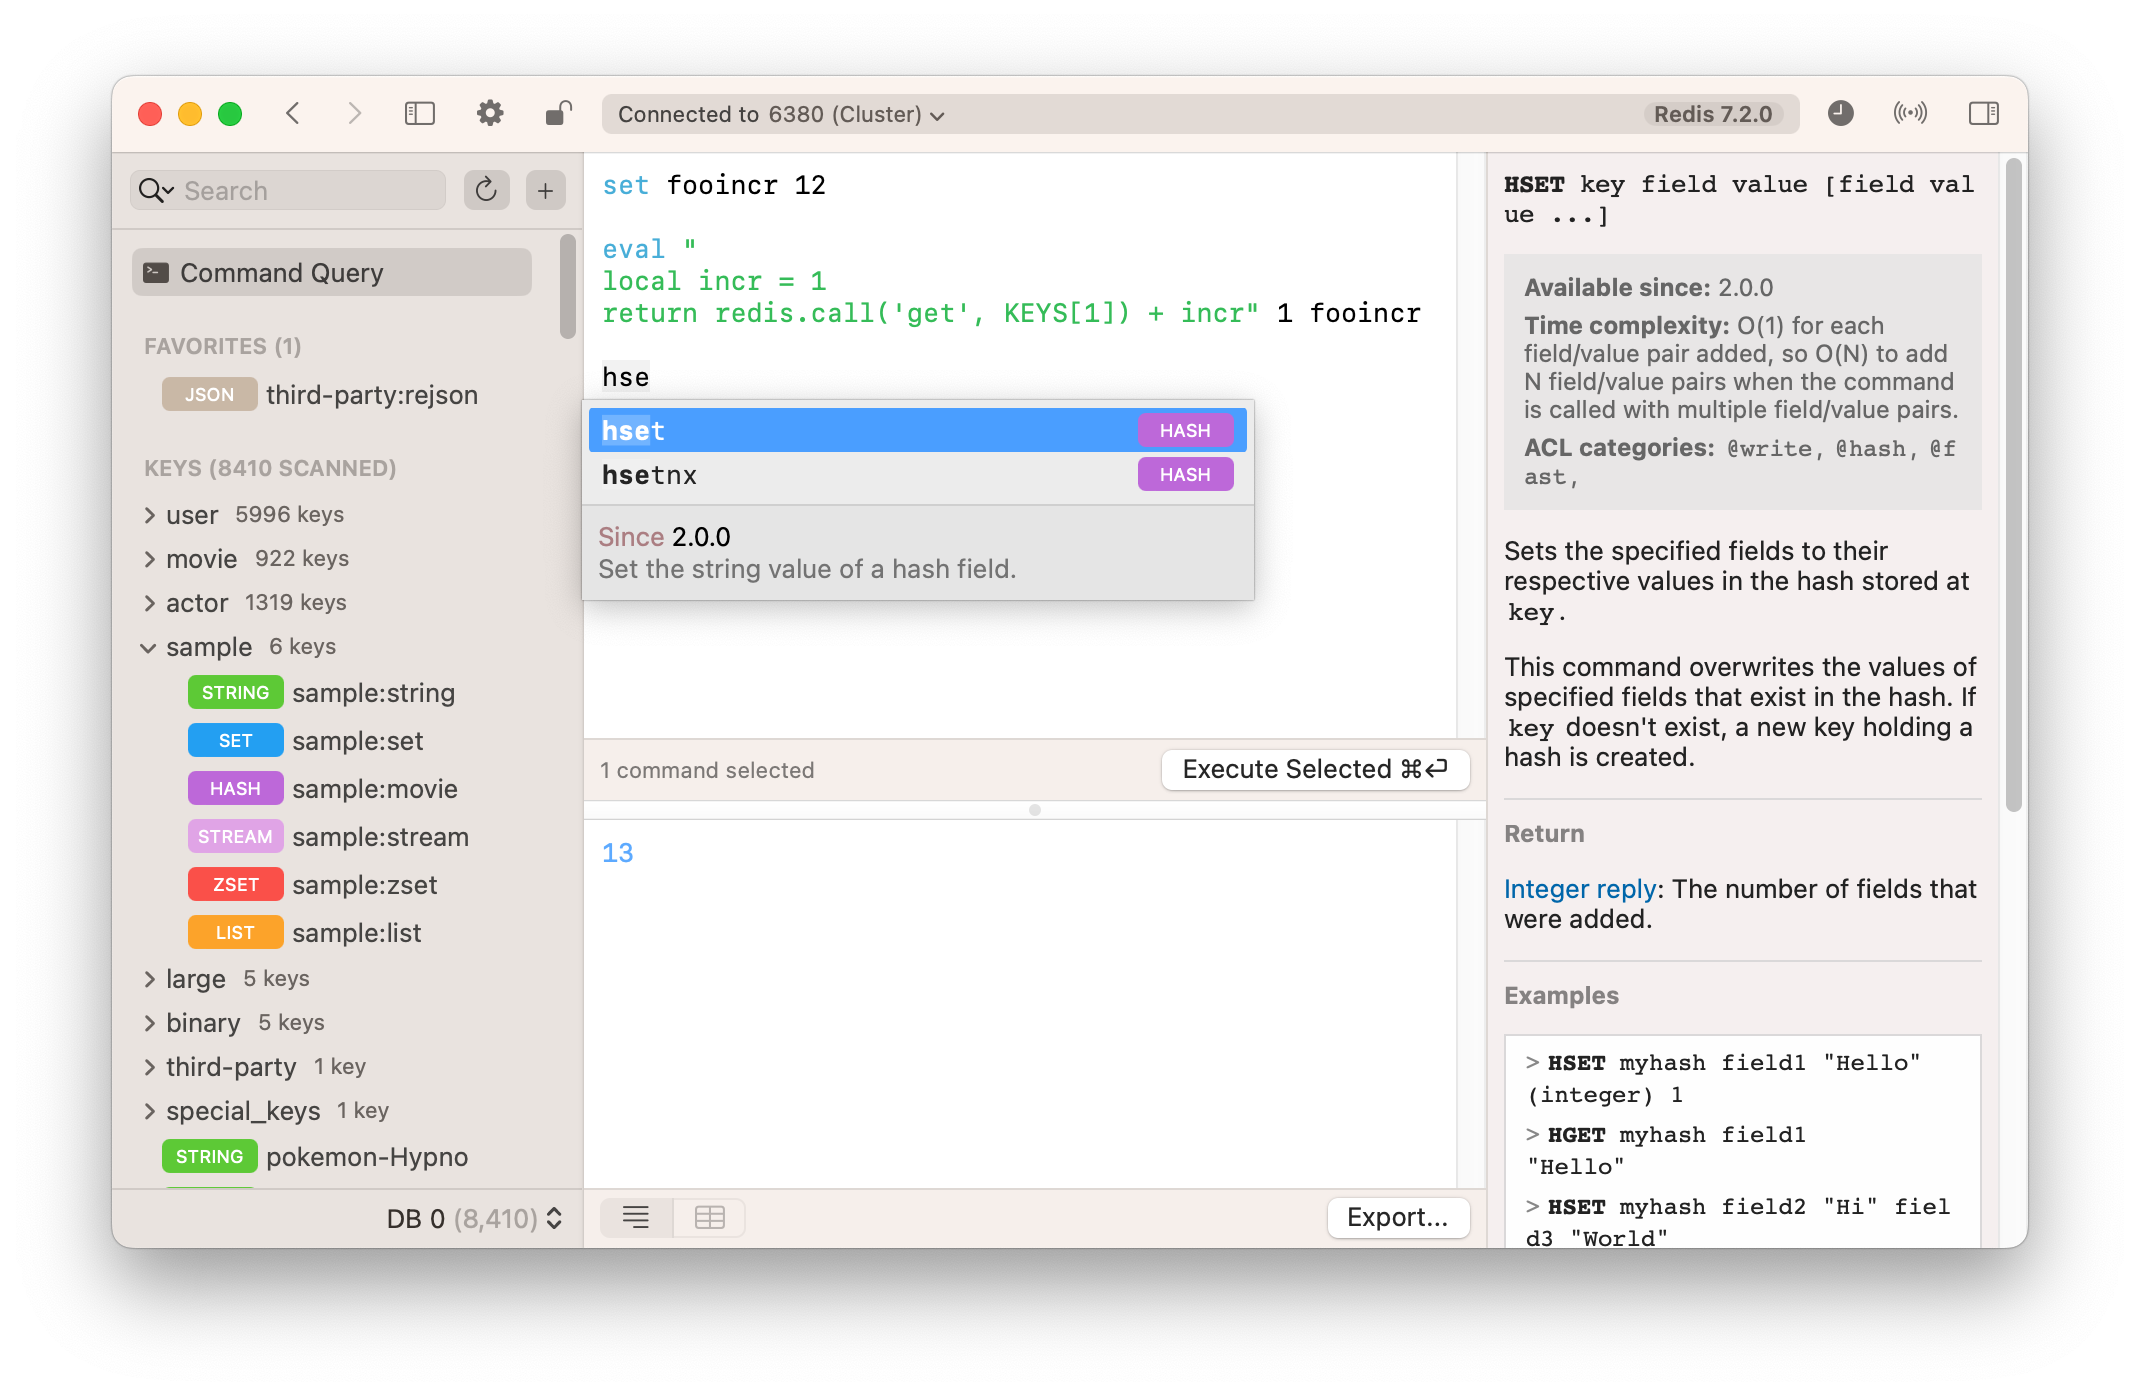 Connected to 6380 (Cluster)
Redis 7.2.0
Search
Command Query
FAVORITES (1)
JSON third-party:rejson
KEYS (8410 SCANNED)
user 5996 keys
movie 922 keys
actor 1319 keys
sample 6 keys
STRING sample:string
SET sample:set
HASH sample:movie
STREAM sample:stream
ZSET sample:zset
LIST sample:list
large 5 keys
binary 5 keys
third-party 1 key
special_keys 1 key
STRING pokemon-Hypno
DB 0 (8,410)
set fooincr 12
eval "
local incr = 1
return redis.call('get', KEYS[1]) + incr" 1 fooincr
hse
hset HASH
hsetnx HASH
Since 2.0.0
Set the string value of a hash field.
1 command selected
Execute Selected ⌘↩
13
Export...
HSET key field value [field val
ue ...]
Available since: 2.0.0
Time complexity: O(1) for each
field/value pair added, so O(N) to add
N field/value pairs when the command
is called with multiple field/value pairs.
ACL categories: @write, @hash, @f
ast,
Sets the specified fields to their
respective values in the hash stored at
key.
This command overwrites the values of
specified fields that exist in the hash. If
key doesn't exist, a new key holding a
hash is created.
Return
Integer reply: The number of fields that
were added.
Examples
> HSET myhash field1 "Hello"
(integer) 1
> HGET myhash field1
"Hello"
> HSET myhash field2 "Hi" fiel
d3 "World"